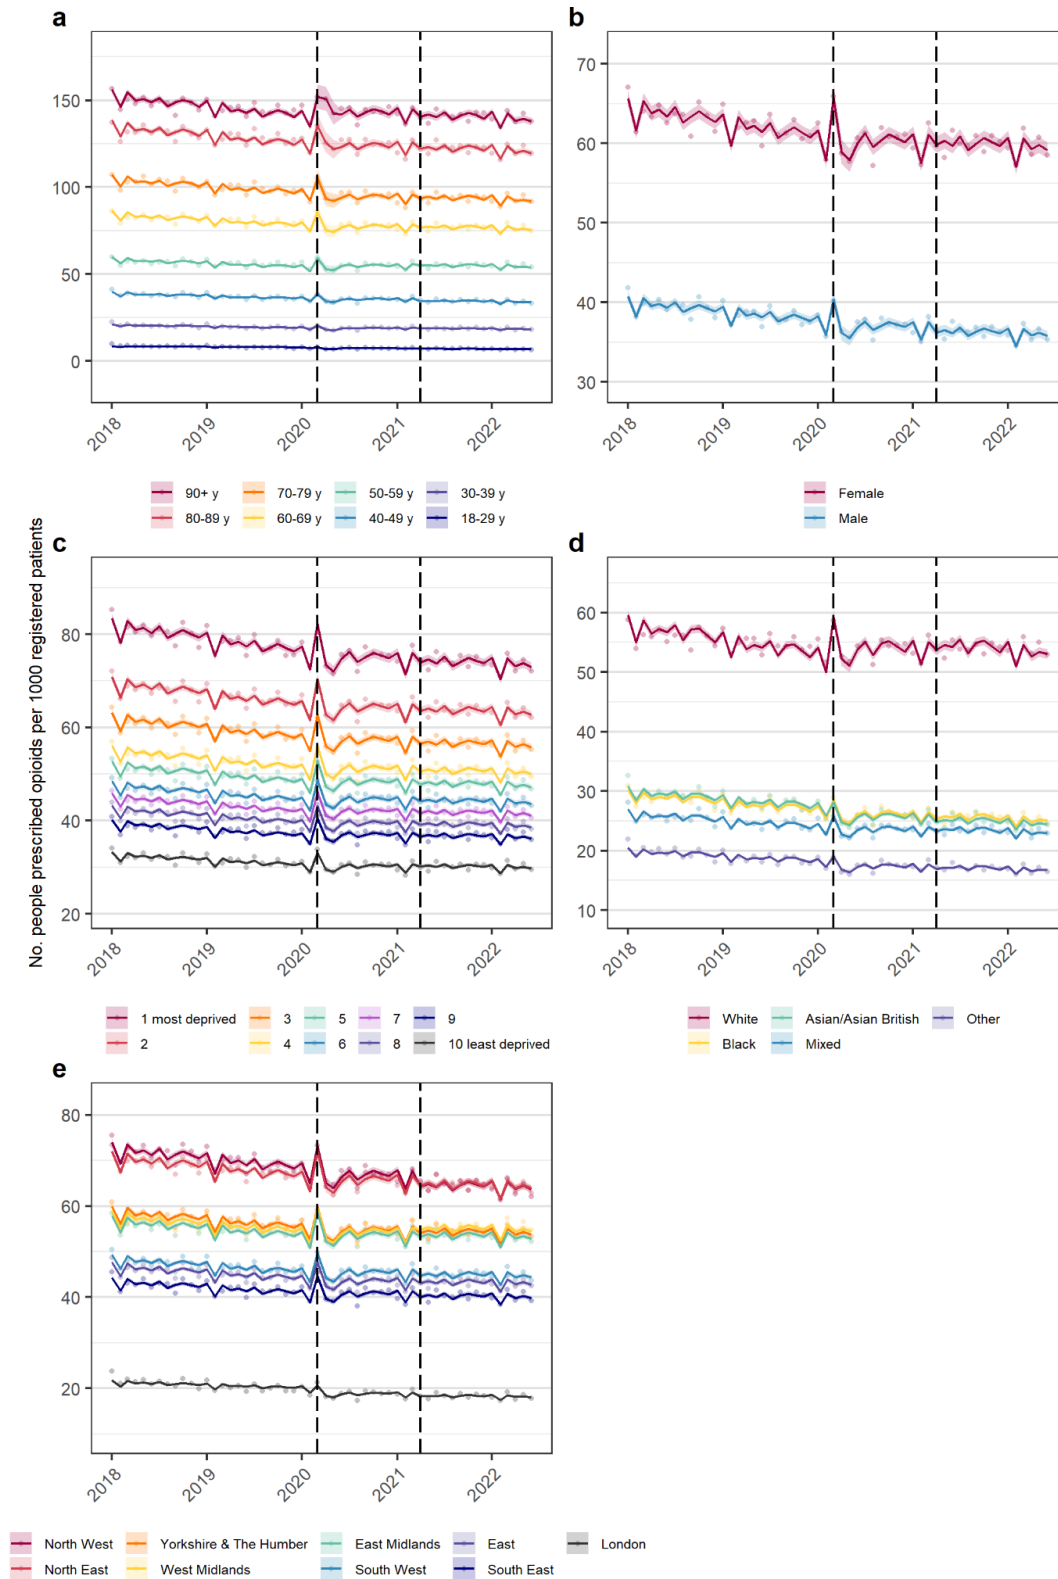 a
150
100
50
0
2018
2019
2020
2021
2022
90+ y
70-79 y
50-59 y
30-39 y
80-89 y
60-69 y
40-49 y
18-29 y
b
70
60
50
40
30
2018
2019
2020
2021
2022
Female
Male
No. people prescribed opioids per 1000 registered patients
c
80
60
40
20
2018
2019
2020
2021
2022
1 most deprived
3
5
7
9
2
4
6
8
10 least deprived
d
60
50
40
30
20
10
2018
2019
2020
2021
2022
White
Asian/Asian British
Other
Black
Mixed
e
80
60
40
20
2018
2019
2020
2021
2022
North West
Yorkshire & The Humber
East Midlands
East
London
North East
West Midlands
South West
South East